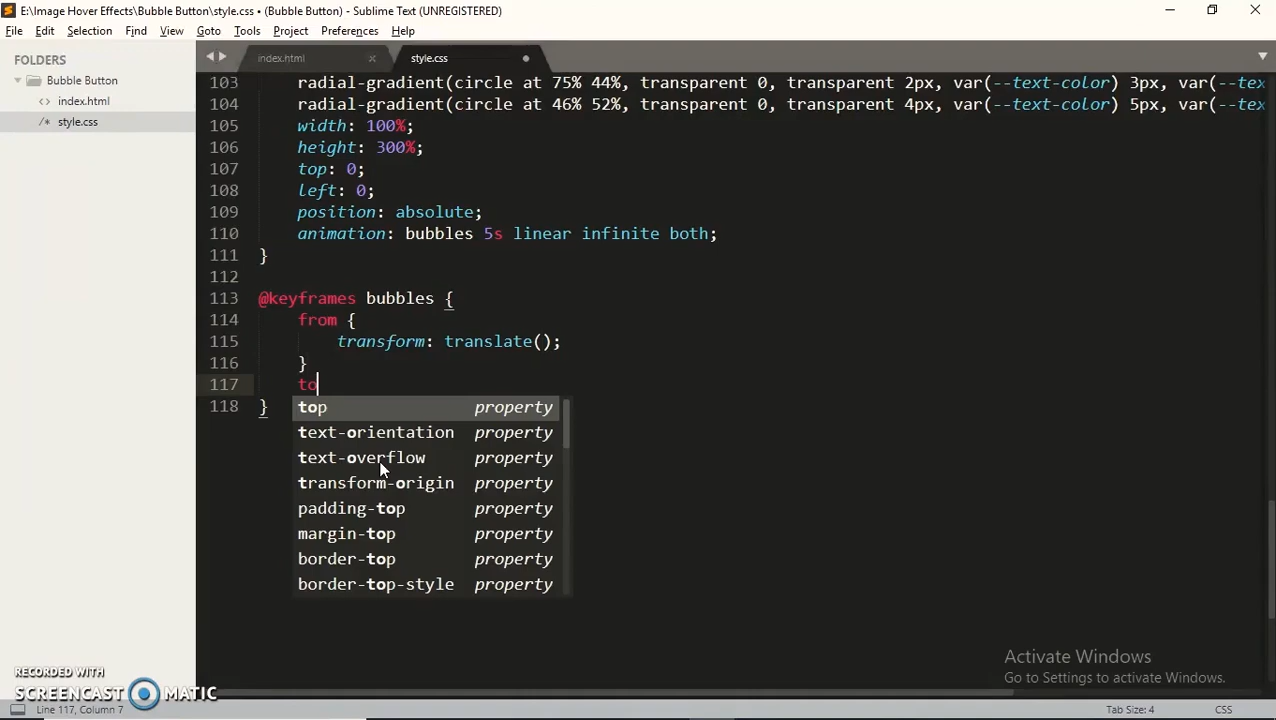 E:\Image Hover Effects\Bubble Button\style.css • (Bubble Button) - Sublime Text (UNREGISTERED)
File Edit Selection Find View Goto Tools Project Preferences Help
FOLDERS
Bubble Button
<> index.html
/* style.css
index.html
style.css
103 radial-gradient(circle at 75% 44%, transparent 0, transparent 2px, var(--text-color) 3px, var(--tex
104 radial-gradient(circle at 46% 52%, transparent 0, transparent 4px, var(--text-color) 5px, var(--tex
105 width: 100%;
106 height: 300%;
107 top: 0;
108 left: 0;
109 position: absolute;
110 animation: bubbles 5s linear infinite both;
111 }
112
113 @keyframes bubbles {
114 from {
115 transform: translate();
116 }
117 to
118 }
top property
text-orientation property
text-overflow property
transform-origin property
padding-top property
margin-top property
border-top property
border-top-style property
Activate Windows
Go to Settings to activate Windows.
RECORDED WITH
SCREENCAST MATIC
Line 117, Column 7
Tab Size: 4
CSS